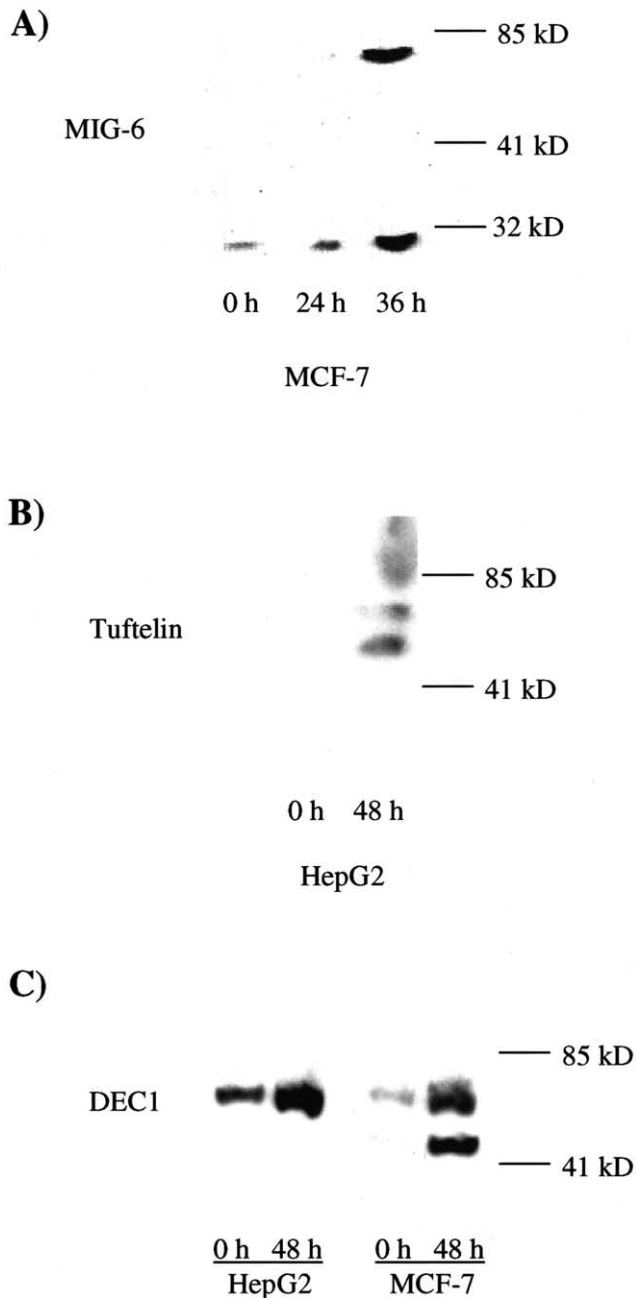 A)
85 kD
MIG-6
41 kD
32 kD
0 h 24 h 36 h
MCF-7
B)
85 kD
Tuftelin
41 kD
0 h 48 h
HepG2
C)
85 kD
DEC1
41 kD
0 h 48 h 0 h 48 h
HepG2 MCF-7